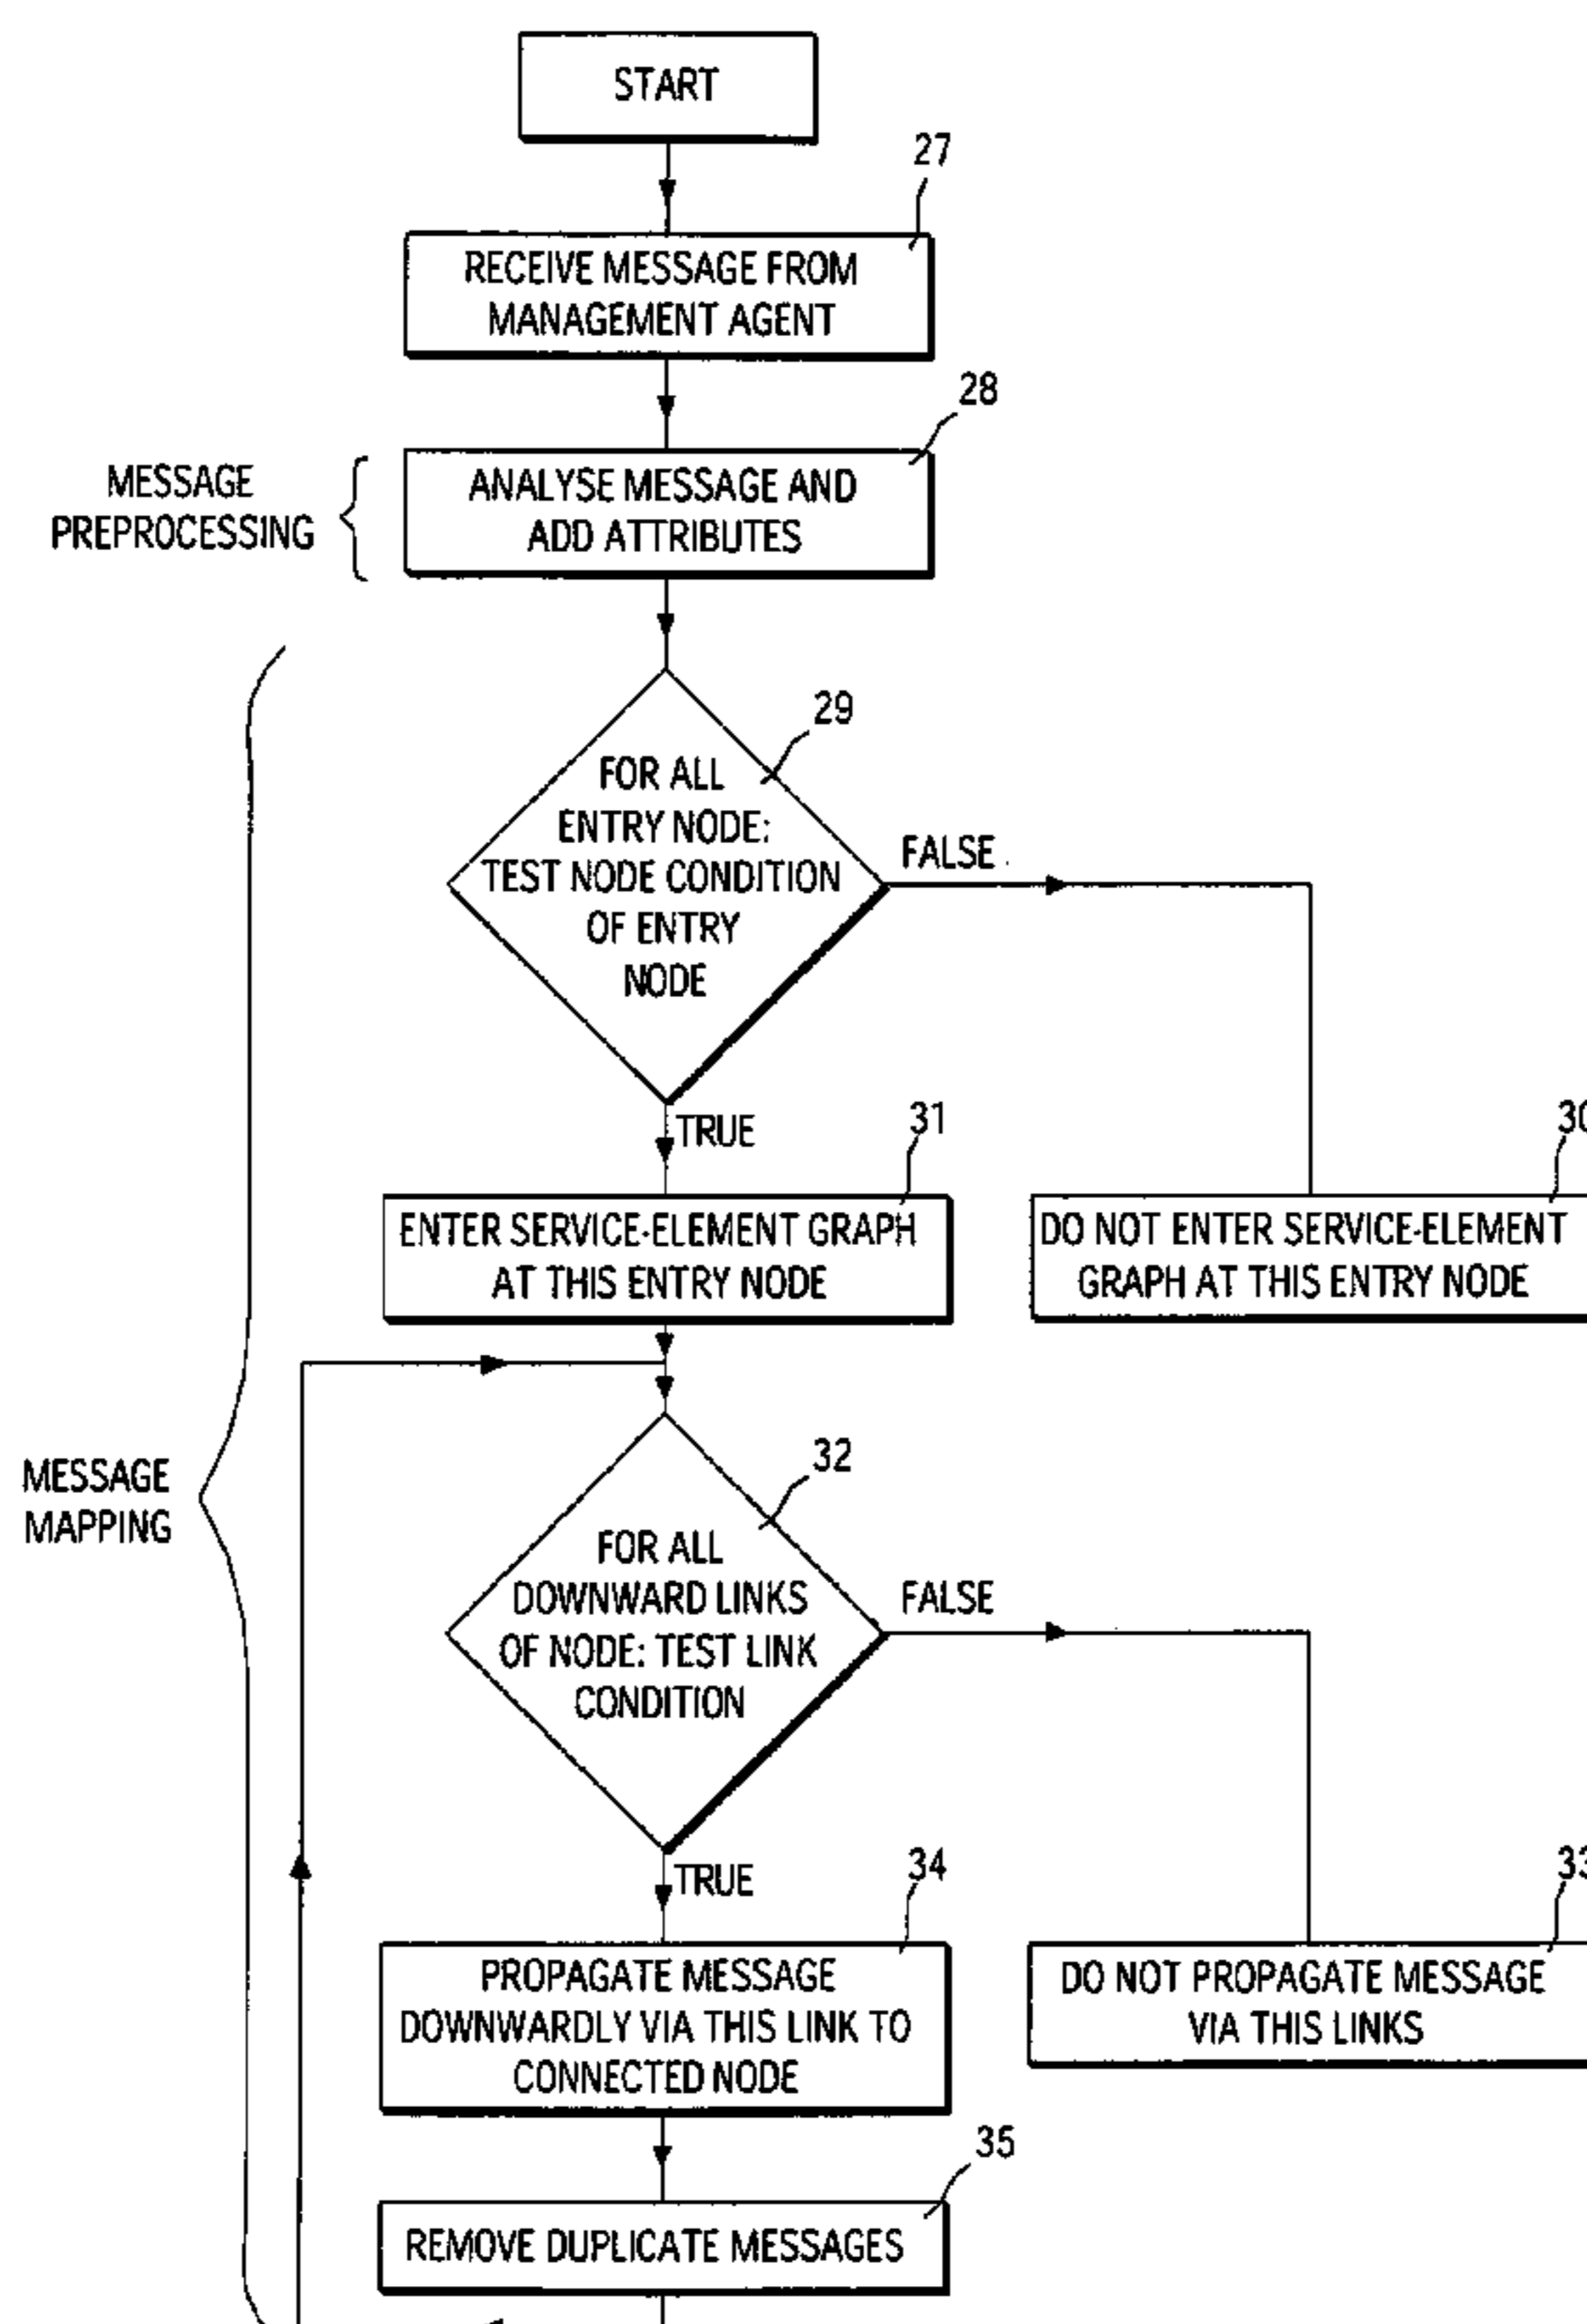 START
27
RECEIVE MESSAGE FROM
MANAGEMENT AGENT
28
MESSAGE
PREPROCESSING
ANALYSE MESSAGE AND
ADD ATTRIBUTES
29
FOR ALL
ENTRY NODE:
TEST NODE CONDITION
OF ENTRY
NODE
FALSE
TRUE
31
30
ENTER SERVICE-ELEMENT GRAPH
AT THIS ENTRY NODE
DO NOT ENTER SERVICE-ELEMENT
GRAPH AT THIS ENTRY NODE
MESSAGE
MAPPING
32
FOR ALL
DOWNWARD LINKS
OF NODE: TEST LINK
CONDITION
FALSE
TRUE
34
33
PROPAGATE MESSAGE
DOWNWARDLY VIA THIS LINK TO
CONNECTED NODE
DO NOT PROPAGATE MESSAGE
VIA THIS LINKS
35
REMOVE DUPLICATE MESSAGES